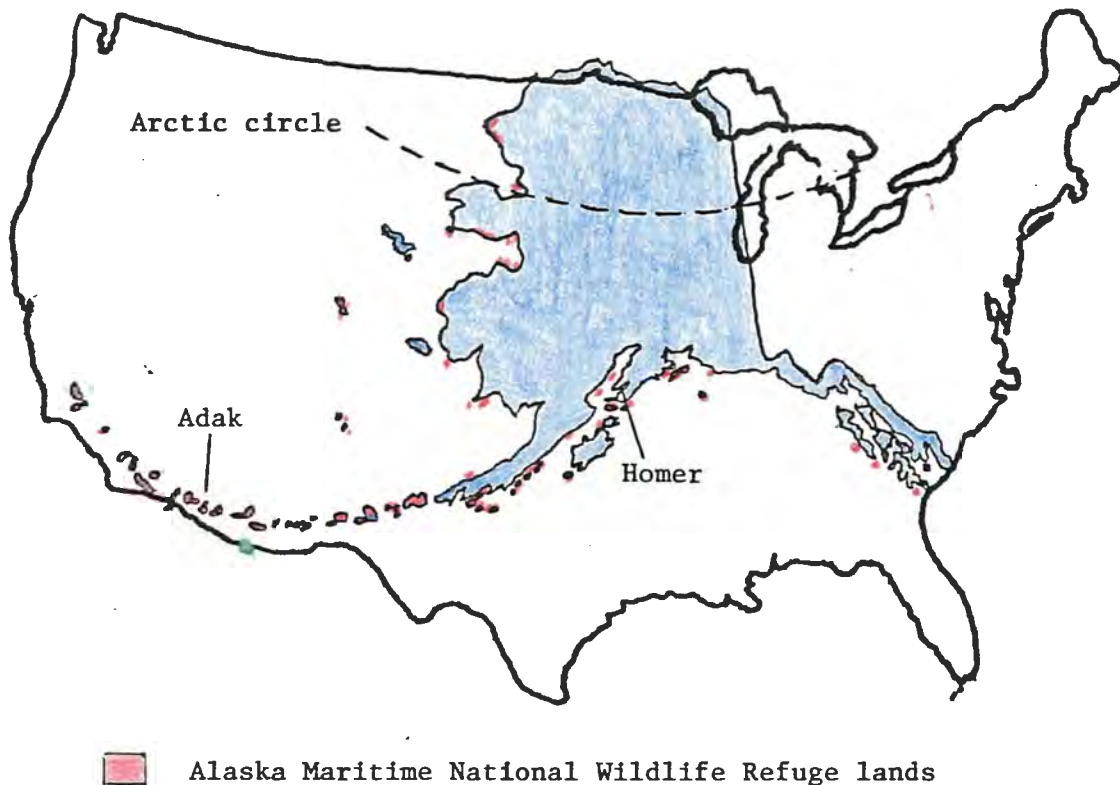 Arctic circle
Adak
Homer
Alaska Maritime National Wildlife Refuge lands